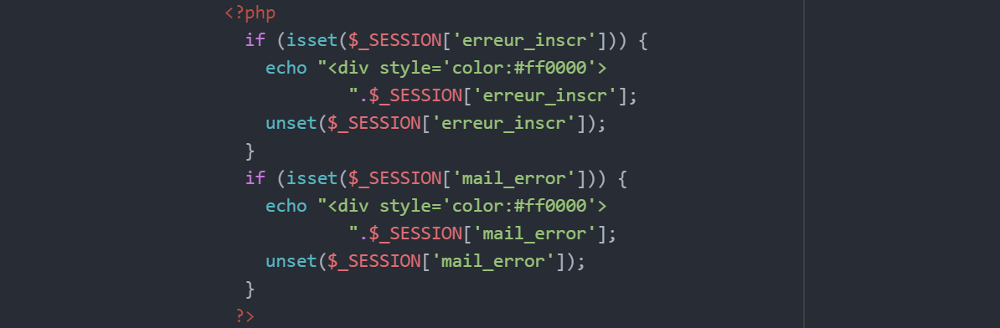 <?php
if (isset($_SESSION['erreur_inscr'])) {
echo "<div style='color:#ff0000'>
".$_SESSION['erreur_inscr'];
unset($_SESSION['erreur_inscr']);
}
if (isset($_SESSION['mail_error'])) {
echo "<div style='color:#ff0000'>
".$_SESSION['mail_error'];
unset($_SESSION['mail_error']);
}
?>